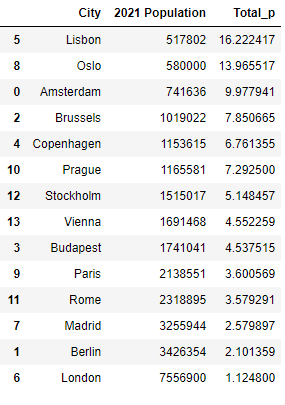 City 2021 Population Total_p
5 Lisbon 517802 16.222417
8 Oslo 580000 13.965517
0 Amsterdam 741636 9.977941
2 Brussels 1019022 7.850665
4 Copenhagen 1153615 6.761355
10 Prague 1165581 7.292500
12 Stockholm 1515017 5.148457
13 Vienna 1691468 4.552259
3 Budapest 1741041 4.537515
9 Paris 2138551 3.600569
11 Rome 2318895 3.579291
7 Madrid 3255944 2.579897
1 Berlin 3426354 2.101359
6 London 7556900 1.124800